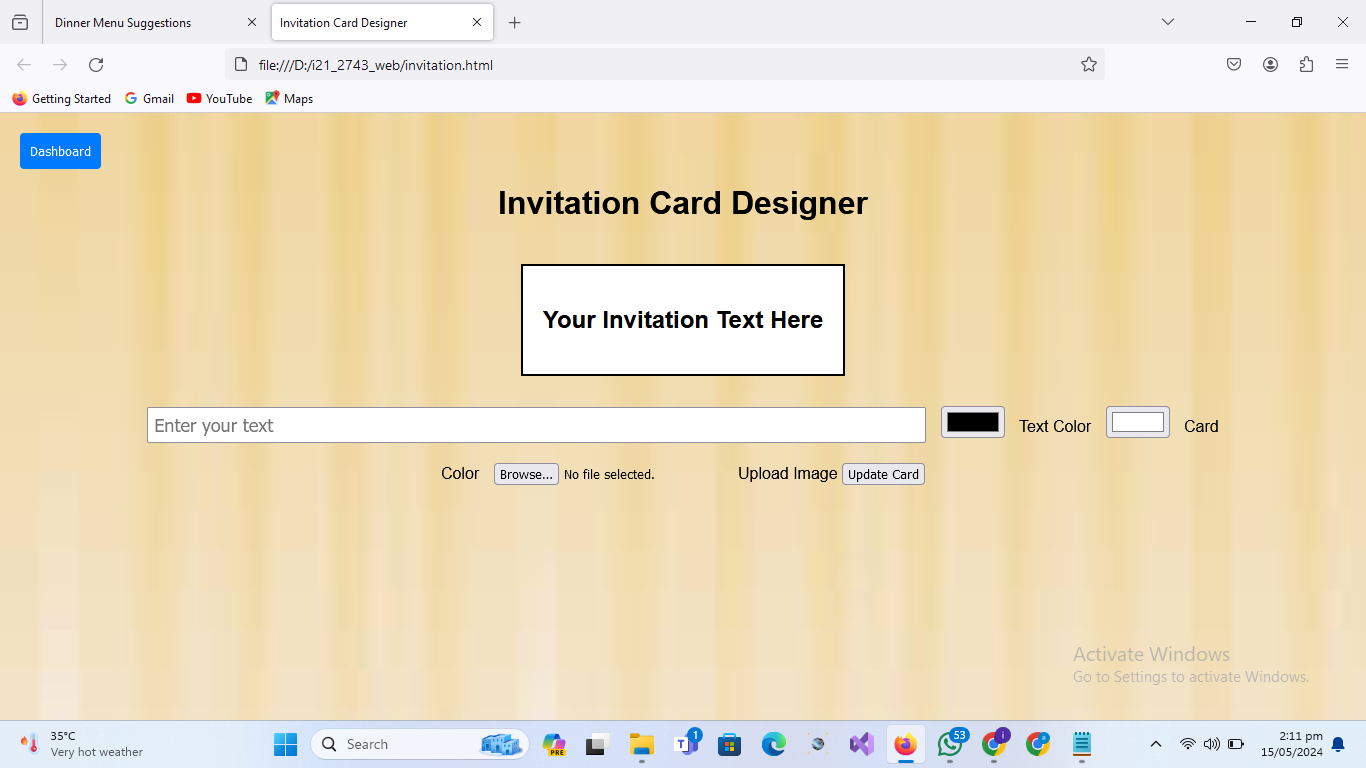 Dinner Menu Suggestions
Invitation Card Designer
file:///D:/i21_2743_web/invitation.html
Getting Started Gmail YouTube Maps
Dashboard
Invitation Card Designer
Your Invitation Text Here
Enter your text Text Color Card
Color Browse... No file selected. Upload Image Update Card
Activate Windows
Go to Settings to activate Windows.
35°C
Very hot weather
Search
PRE
1
53
2:11 pm
15/05/2024